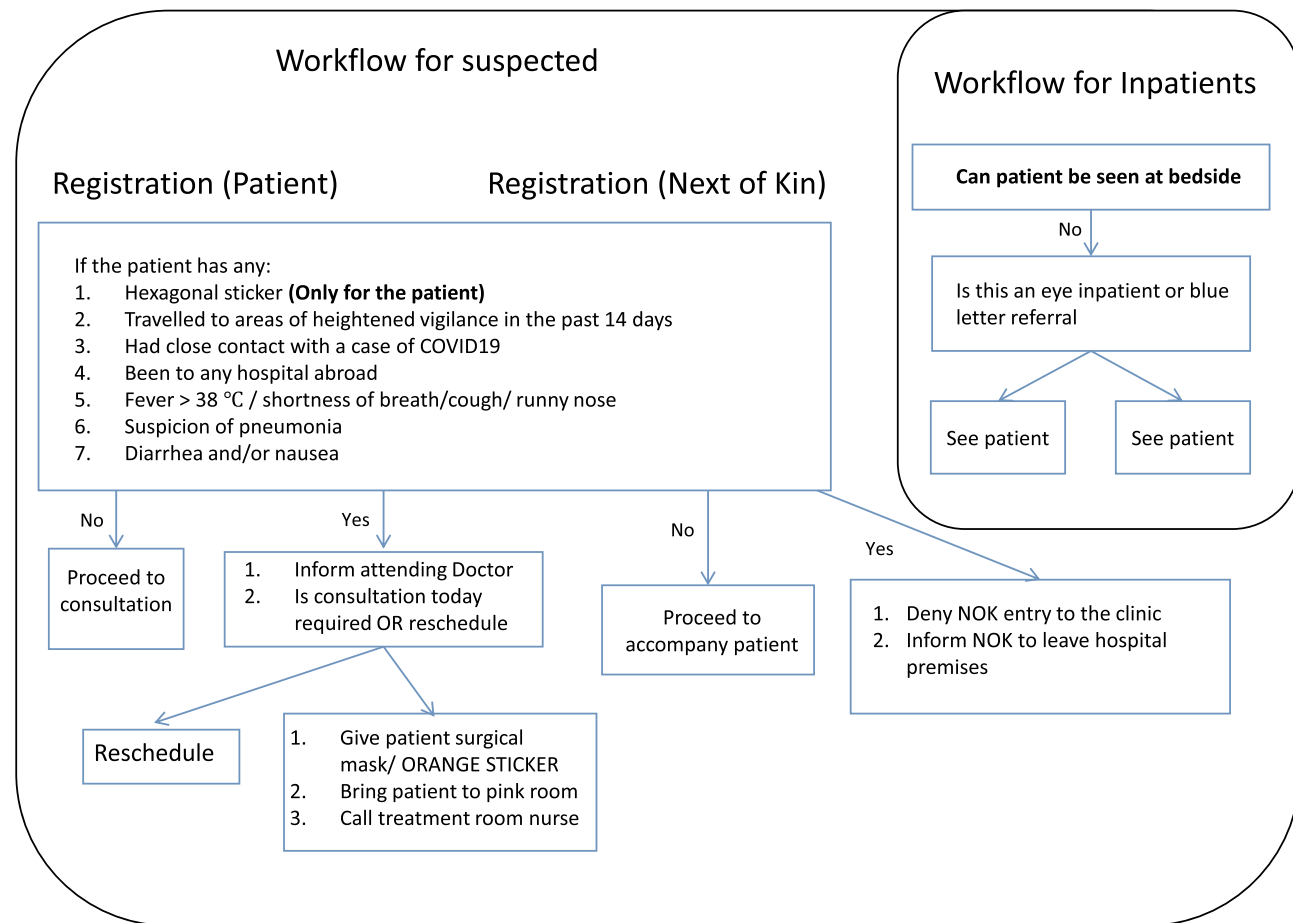 Workflow for suspected
Registration (Patient)
Registration (Next of Kin)
If the patient has any:
1. Hexagonal sticker (Only for the patient)
2. Travelled to areas of heightened vigilance in the past 14 days
3. Had close contact with a case of COVID19
4. Been to any hospital abroad
5. Fever > 38 ℃ / shortness of breath/cough/ runny nose
6. Suspicion of pneumonia
7. Diarrhea and/or nausea
No
Proceed to
consultation
Yes
1. Inform attending Doctor
2. Is consultation today
required OR reschedule
Reschedule
1. Give patient surgical
mask/ ORANGE STICKER
2. Bring patient to pink room
3. Call treatment room nurse
No
Proceed to
accompany patient
Yes
1. Deny NOK entry to the clinic
2. Inform NOK to leave hospital
premises
Workflow for Inpatients
Can patient be seen at bedside
No
Is this an eye inpatient or blue
letter referral
See patient
See patient